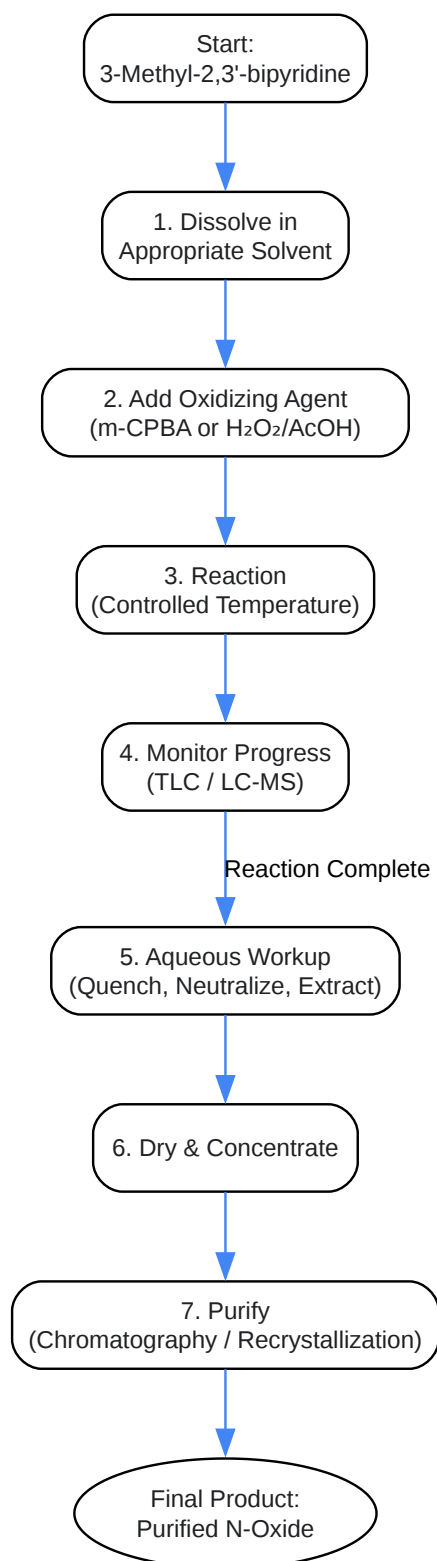 Start:
3-Methyl-2,3'-bipyridine
1. Dissolve in
Appropriate Solvent
2. Add Oxidizing Agent
(m-CPBA or H₂O₂/AcOH)
3. Reaction
(Controlled Temperature)
4. Monitor Progress
(TLC / LC-MS)
Reaction Complete
5. Aqueous Workup
(Quench, Neutralize, Extract)
6. Dry & Concentrate
7. Purify
(Chromatography / Recrystallization)
Final Product:
Purified N-Oxide